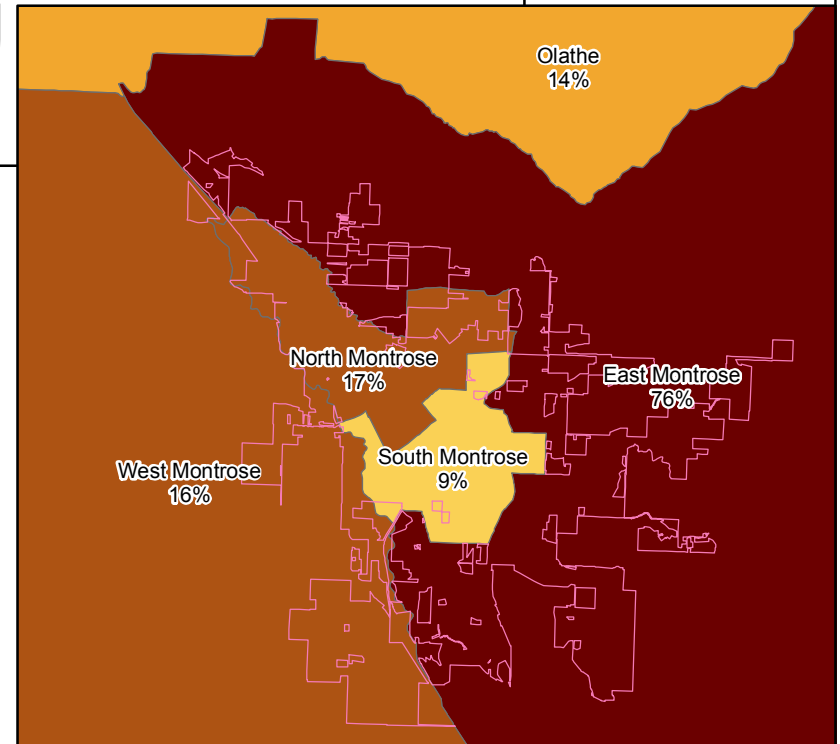 Olathe
14%
North Montrose
17%
East Montrose
76%
South Montrose
9%
West Montrose
16%